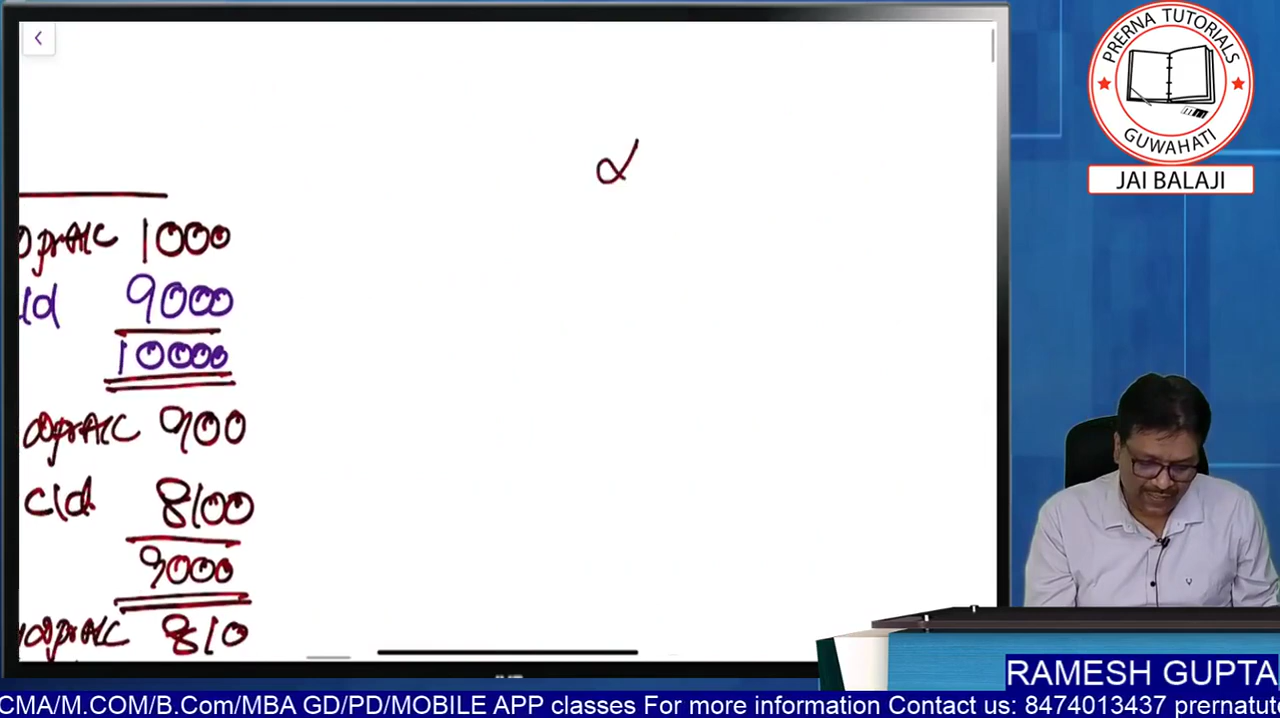 PRERNA TUTORIALS
GUWAHATI
JAI BALAJI
α
A/C 1000
9000
10000
A/C 900
c/d 8100
9000
A/C 810
RAMESH GUPTA
CMA/M.COM/B.Com/MBA GD/PD/MOBILE APP classes For more information Contact us: 8474013437 prernatut